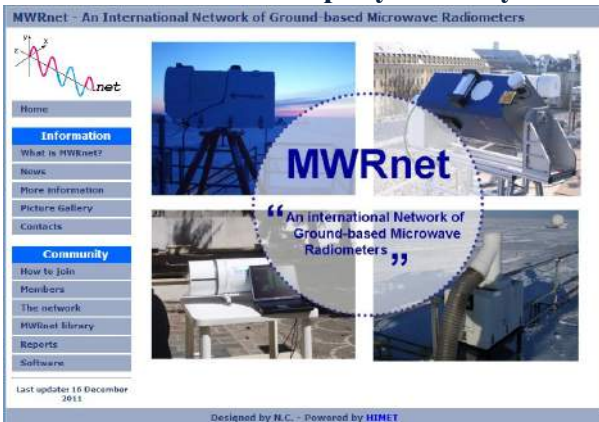 MWRnet - An International Network of Ground-based Microwave Radiometers
net
Home
Information
What is MWRnet?
News
More information
Picture Gallery
Contacts
Community
How to join
Members
The network
MWRnet library
Reports
Software
Last update: 16 December
2011
MWRnet
“An international Network of
Ground-based Microwave
Radiometers”
Designed by N.C. - Powered by HIMET